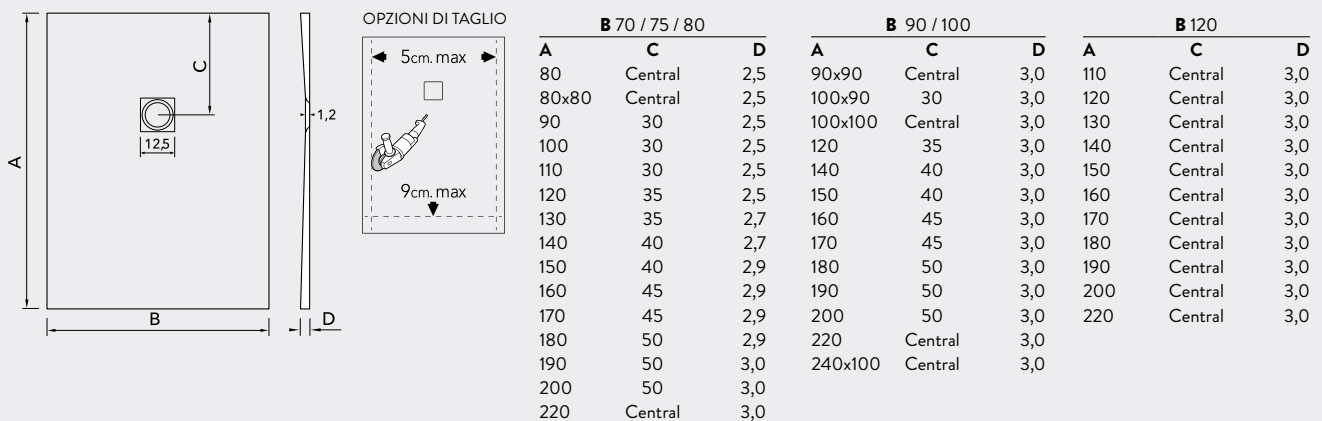 A
B
C
12,5
1,2
D
OPZIONI DI TAGLIO
5cm. max
9cm. max
B 70 / 75 / 80
A C D
80 Central 2,5
80x80 Central 2,5
90 30 2,5
100 30 2,5
110 30 2,5
120 35 2,5
130 35 2,7
140 40 2,7
150 40 2,9
160 45 2,9
170 45 2,9
180 50 2,9
190 50 3,0
200 50 3,0
220 Central 3,0
B 90 / 100
A C D
90x90 Central 3,0
100x90 30 3,0
100x100 Central 3,0
120 35 3,0
140 40 3,0
150 40 3,0
160 45 3,0
170 45 3,0
180 50 3,0
190 50 3,0
200 50 3,0
220 Central 3,0
240x100 Central 3,0
B 120
A C D
110 Central 3,0
120 Central 3,0
130 Central 3,0
140 Central 3,0
150 Central 3,0
160 Central 3,0
170 Central 3,0
180 Central 3,0
190 Central 3,0
200 Central 3,0
220 Central 3,0